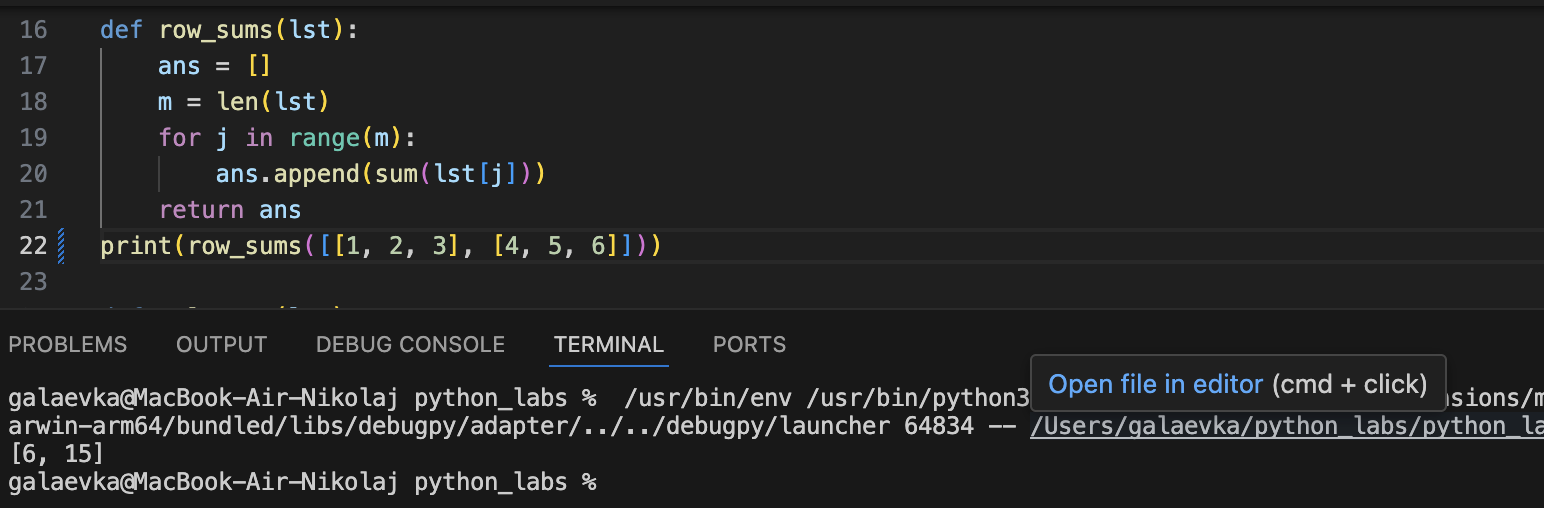 16 def row_sums(lst):
17     ans = []
18     m = len(lst)
19     for j in range(m):
20         ans.append(sum(lst[j]))
21     return ans
22 print(row_sums([[1, 2, 3], [4, 5, 6]]))
23
PROBLEMS OUTPUT DEBUG CONSOLE TERMINAL PORTS
Open file in editor (cmd + click)
galaevka@MacBook-Air-Nikolaj python_labs %  /usr/bin/env /usr/bin/python3 sions/m
arwin-arm64/bundled/libs/debugpy/adapter/../../debugpy/launcher 64834 -- /Users/galaevka/python_labs/python_la
[6, 15]
galaevka@MacBook-Air-Nikolaj python_labs %